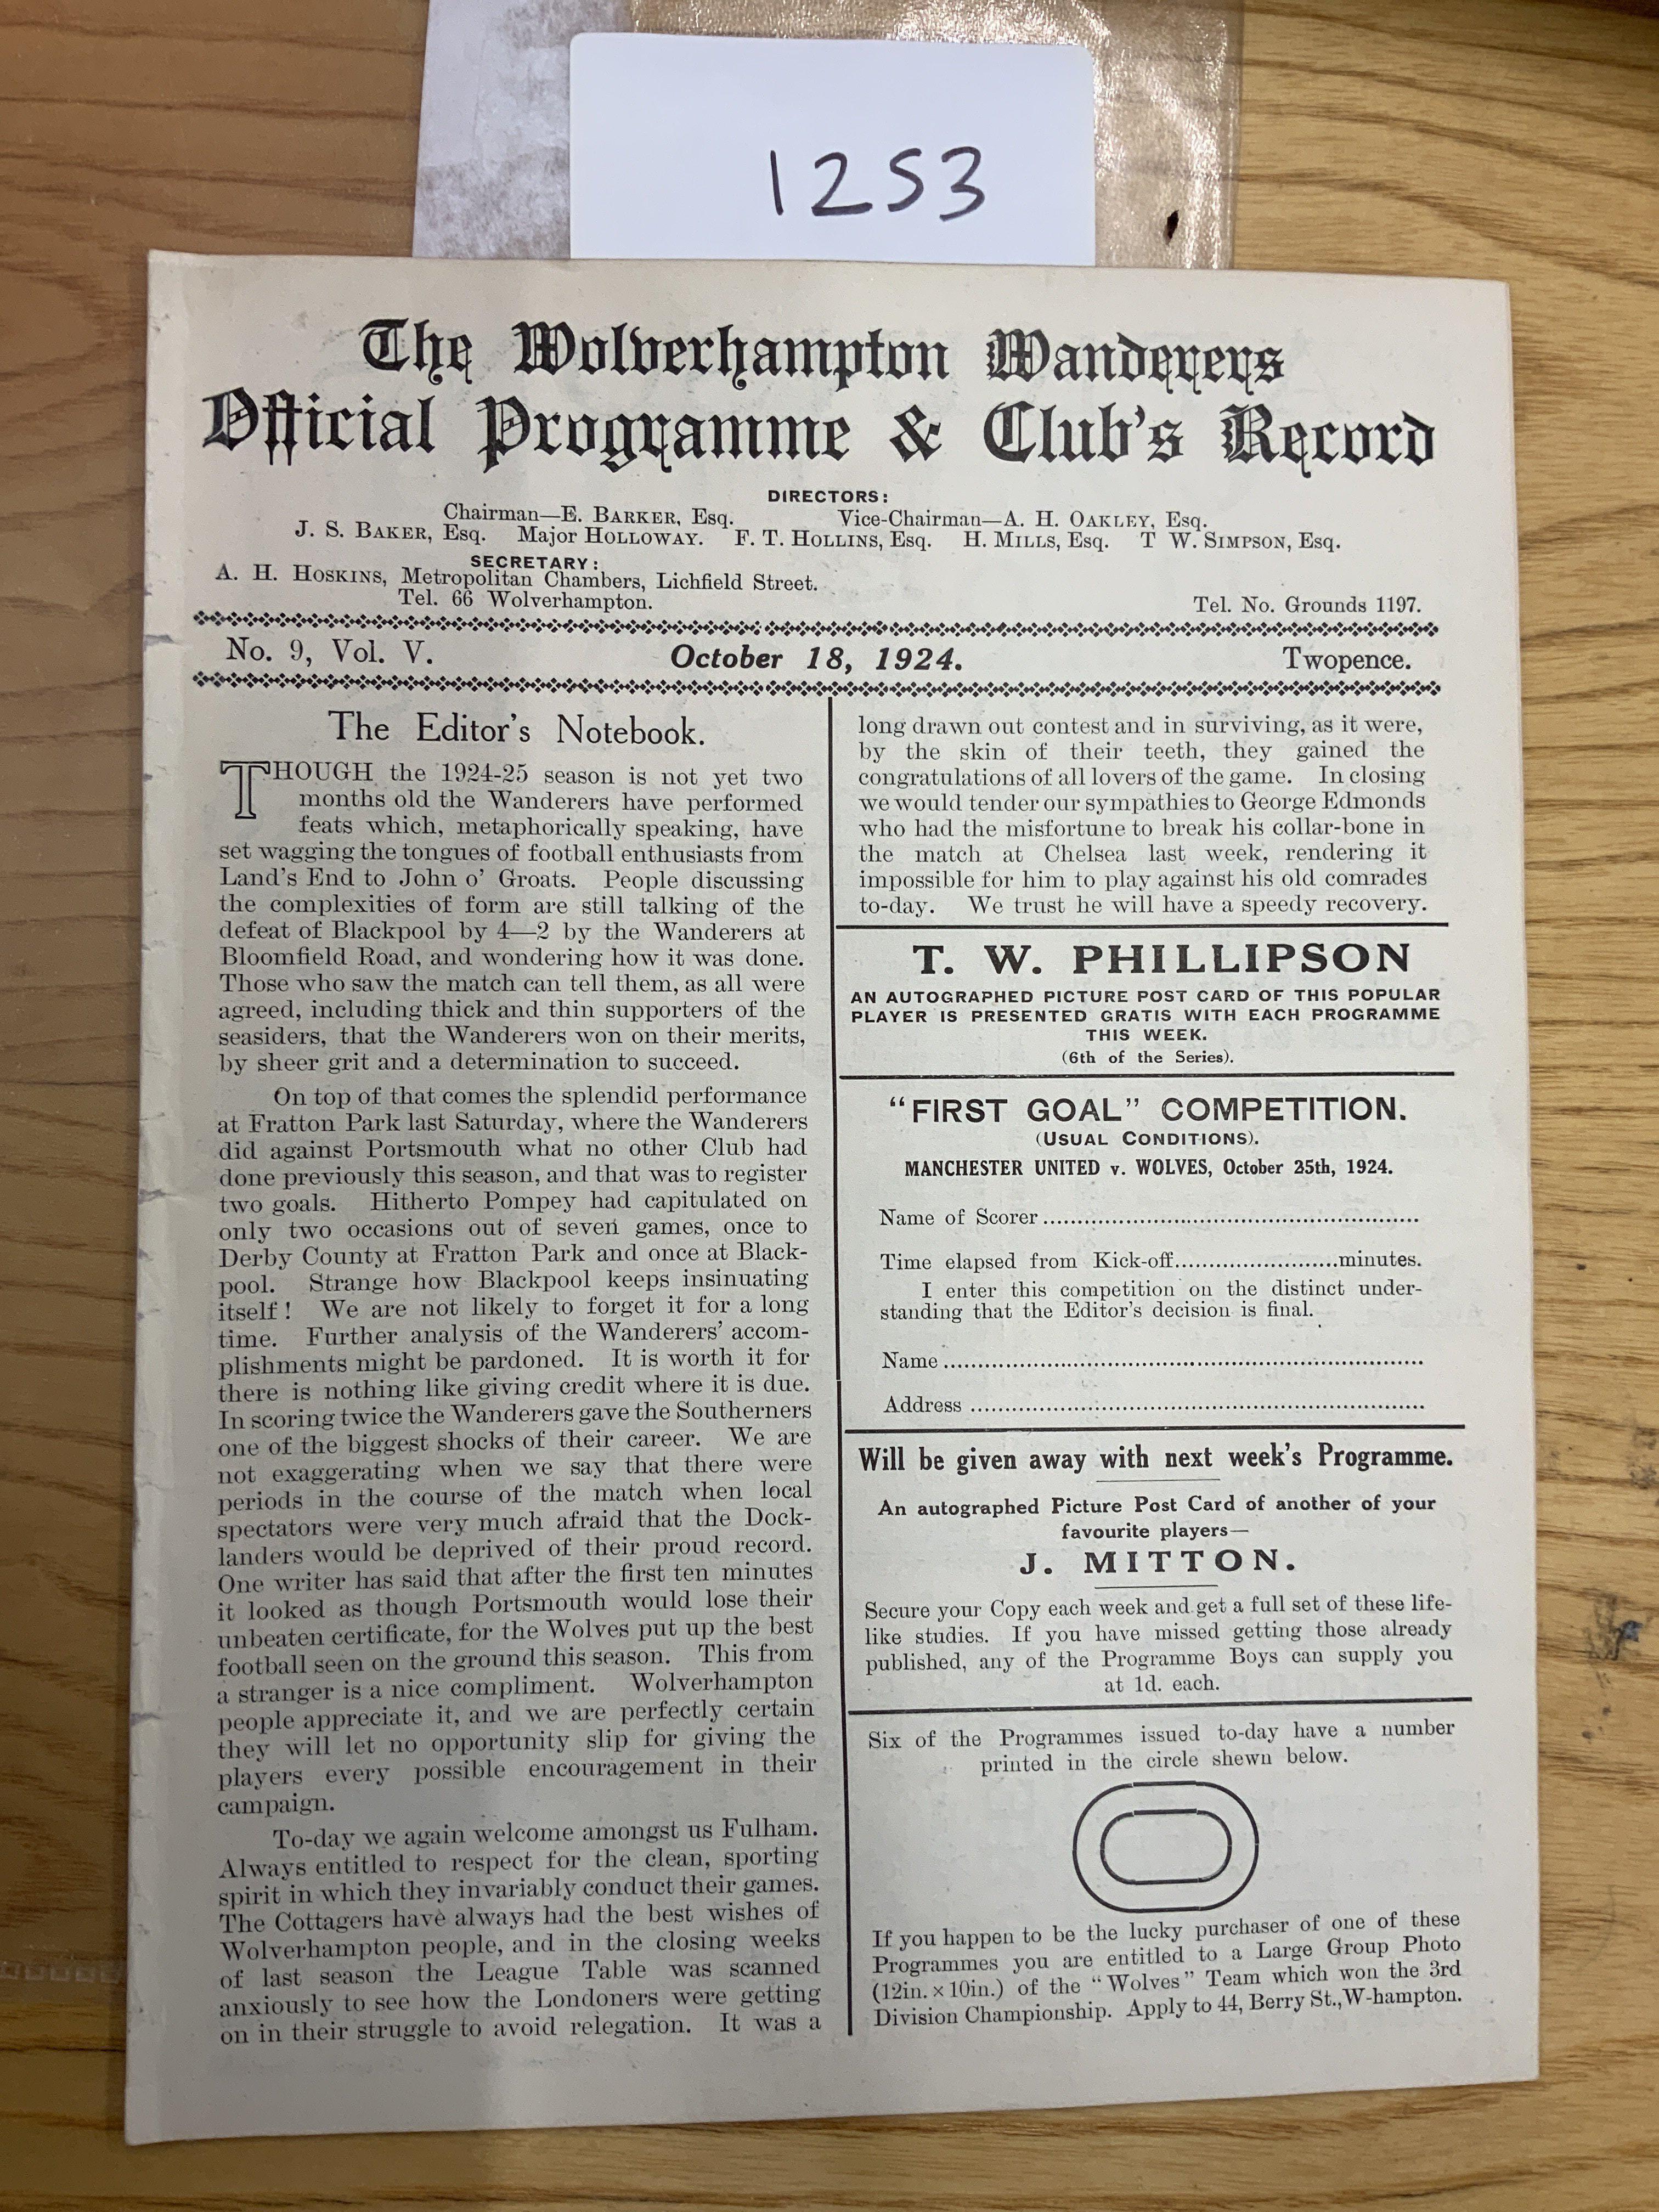 1253
The Wolverhampton Wanderers
Official Programme & Club's Record
DIRECTORS:
Chairman—E. BARKER, Esq. Vice-Chairman—A. H. OAKLEY, Esq.
J. S. BAKER, Esq. Major HOLLOWAY. F. T. HOLLINS, Esq. H. MILLS, Esq. T W. SIMPSON, Esq.
SECRETARY:
A. H. HOSKINS, Metropolitan Chambers, Lichfield Street.
Tel. 66 Wolverhampton.
Tel. No. Grounds 1197.
No. 9, Vol. V. October 18, 1924. Twopence.
The Editor's Notebook.
THOUGH the 1924-25 season is not yet two
months old the Wanderers have performed
feats which, metaphorically speaking, have
set wagging the tongues of football enthusiasts from
Land's End to John o' Groats. People discussing
the complexities of form are still talking of the
defeat of Blackpool by 4—2 by the Wanderers at
Bloomfield Road, and wondering how it was done.
Those who saw the match can tell them, as all were
agreed, including thick and thin supporters of the
seasiders, that the Wanderers won on their merits,
by sheer grit and a determination to succeed.
On top of that comes the splendid performance
at Fratton Park last Saturday, where the Wanderers
did against Portsmouth what no other Club had
done previously this season, and that was to register
two goals. Hitherto Pompey had capitulated on
only two occasions out of seven games, once to
Derby County at Fratton Park and once at Black-
pool. Strange how Blackpool keeps insinuating
itself! We are not likely to forget it for a long
time. Further analysis of the Wanderers' accom-
plishments might be pardoned. It is worth it for
there is nothing like giving credit where it is due.
In scoring twice the Wanderers gave the Southerners
one of the biggest shocks of their career. We are
not exaggerating when we say that there were
periods in the course of the match when local
spectators were very much afraid that the Dock-
landers would be deprived of their proud record.
One writer has said that after the first ten minutes
it looked as though Portsmouth would lose their
unbeaten certificate, for the Wolves put up the best
football seen on the ground this season. This from
a stranger is a nice compliment. Wolverhampton
people appreciate it, and we are perfectly certain
they will let no opportunity slip for giving the
players every possible encouragement in their
campaign.
To-day we again welcome amongst us Fulham.
Always entitled to respect for the clean, sporting
spirit in which they invariably conduct their games.
The Cottagers have always had the best wishes of
Wolverhampton people, and in the closing weeks
of last season the League Table was scanned
anxiously to see how the Londoners were getting
on in their struggle to avoid relegation. It was a
long drawn out contest and in surviving, as it were,
by the skin of their teeth, they gained the
congratulations of all lovers of the game. In closing
we would tender our sympathies to George Edmonds
who had the misfortune to break his collar-bone in
the match at Chelsea last week, rendering it
impossible for him to play against his old comrades
to-day. We trust he will have a speedy recovery.
T. W. PHILLIPSON
AN AUTOGRAPHED PICTURE POST CARD OF THIS POPULAR
PLAYER IS PRESENTED GRATIS WITH EACH PROGRAMME
THIS WEEK.
(6th of the Series).
"FIRST GOAL" COMPETITION.
(USUAL CONDITIONS).
MANCHESTER UNITED v. WOLVES, October 25th, 1924.
Name of Scorer
Time elapsed from Kick-off........................minutes.
I enter this competition on the distinct under-
standing that the Editor's decision is final.
Name
Address
Will be given away with next week's Programme.
An autographed Picture Post Card of another of your
favourite players—
J. MITTON.
Secure your Copy each week and get a full set of these life-
like studies. If you have missed getting those already
published, any of the Programme Boys can supply you
at 1d. each.
Six of the Programmes issued to-day have a number
printed in the circle shewn below.
If you happen to be the lucky purchaser of one of these
Programmes you are entitled to a Large Group Photo
(12in. × 10in.) of the "Wolves" Team which won the 3rd
Division Championship. Apply to 44, Berry St., W-hampton.